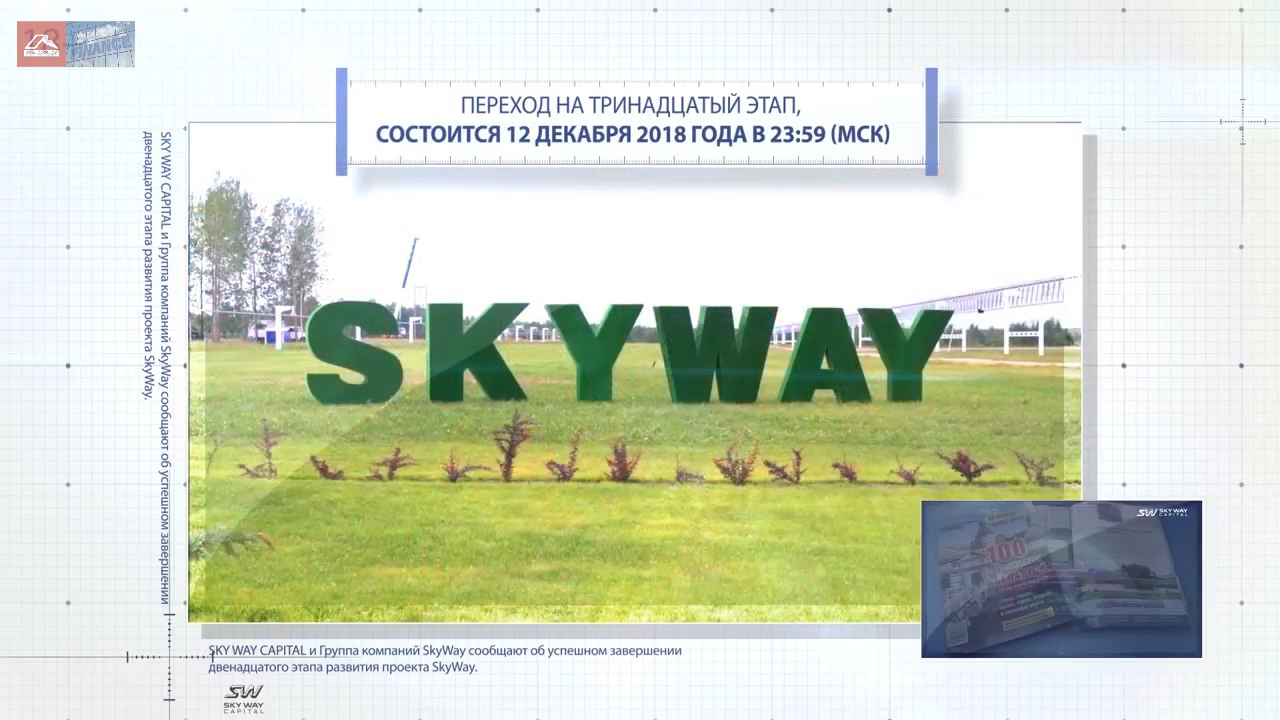 FINANCE
ПЕРЕХОД НА ТРИНАДЦАТЫЙ ЭТАП,
СОСТОИТСЯ 12 ДЕКАБРЯ 2018 ГОДА В 23:59 (МСК)
SKY WAY CAPITAL и Группа компаний SkyWay сообщают об успешном завершении
двенадцатого этапа развития проекта SkyWay.
SKYWAY
SW SKY WAY
CAPITAL
100
SKY WAY CAPITAL и Группа компаний SkyWay сообщают об успешном завершении
двенадцатого этапа развития проекта SkyWay.
SW
SKY WAY
CAPITAL